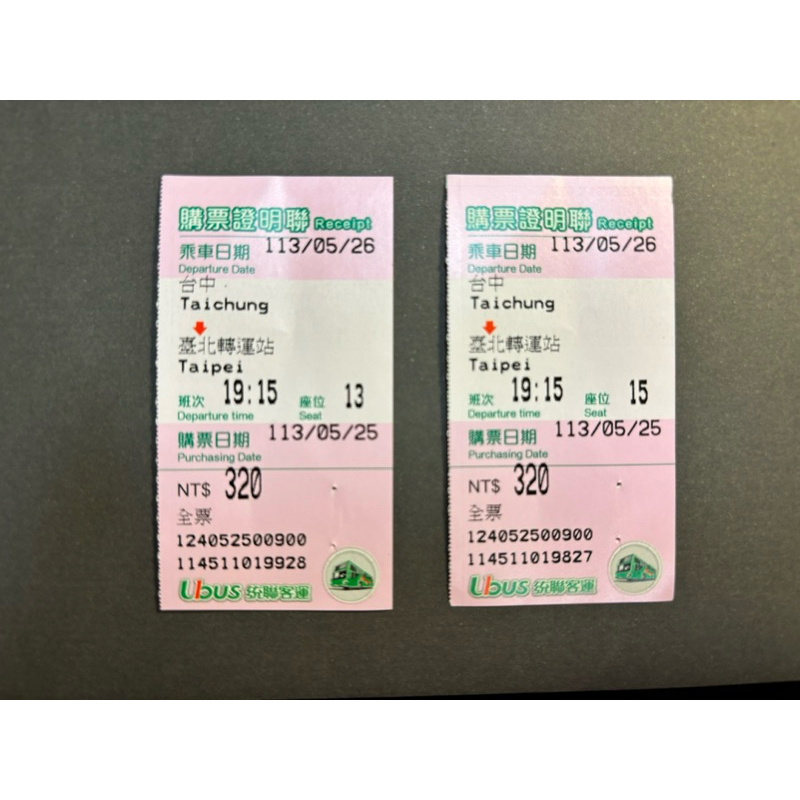 購票證明聯 Receipt
乘車日期 113/05/26
Departure Date
台中
Taichung
臺北轉運站
Taipei
班次 19:15 座位 13
Departure time Seat
購票日期 113/05/25
Purchasing Date
NT$ 320
全票
124052500900
114511019928
Ubus 統聯客運
購票證明聯 Receipt
乘車日期 113/05/26
Departure Date
台中
Taichung
臺北轉運站
Taipei
班次 19:15 座位 15
Departure time Seat
購票日期 113/05/25
Purchasing Date
NT$ 320
全票
124052500900
114511019827
Ubus 統聯客運